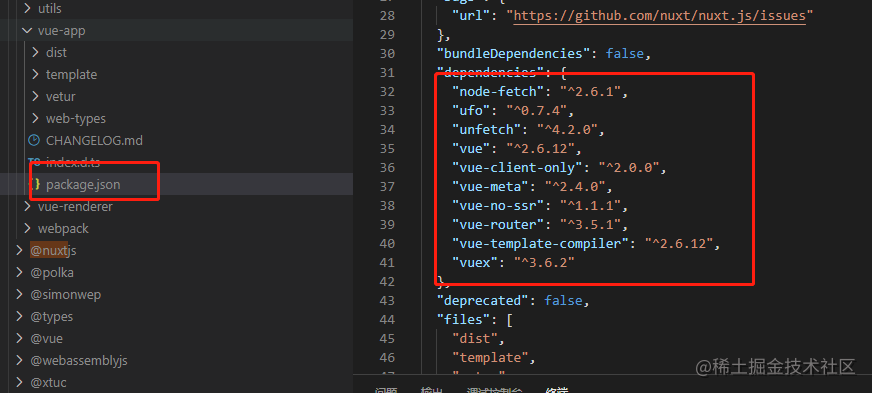 utils
vue-app
dist
template
vetur
web-types
CHANGELOG.md
TS index.d.ts
{} package.json
vue-renderer
webpack
@nuxtjs
@polka
@simonwep
@types
@vue
@webassemblyjs
@xtuc
28 "url": "https://github.com/nuxt/nuxt.js/issues"
29 },
30 "bundleDependencies": false,
31 "dependencies": {
32 "node-fetch": "^2.6.1",
33 "ufo": "^0.7.4",
34 "unfetch": "^4.2.0",
35 "vue": "^2.6.12",
36 "vue-client-only": "^2.0.0",
37 "vue-meta": "^2.4.0",
38 "vue-no-ssr": "^1.1.1",
39 "vue-router": "^3.5.1",
40 "vue-template-compiler": "^2.6.12",
41 "vuex": "^3.6.2"
42 },
43 "deprecated": false,
44 "files": [
45 "dist",
46 "template",
问题 输出 调试控制台 终端
@稀土掘金技术社区